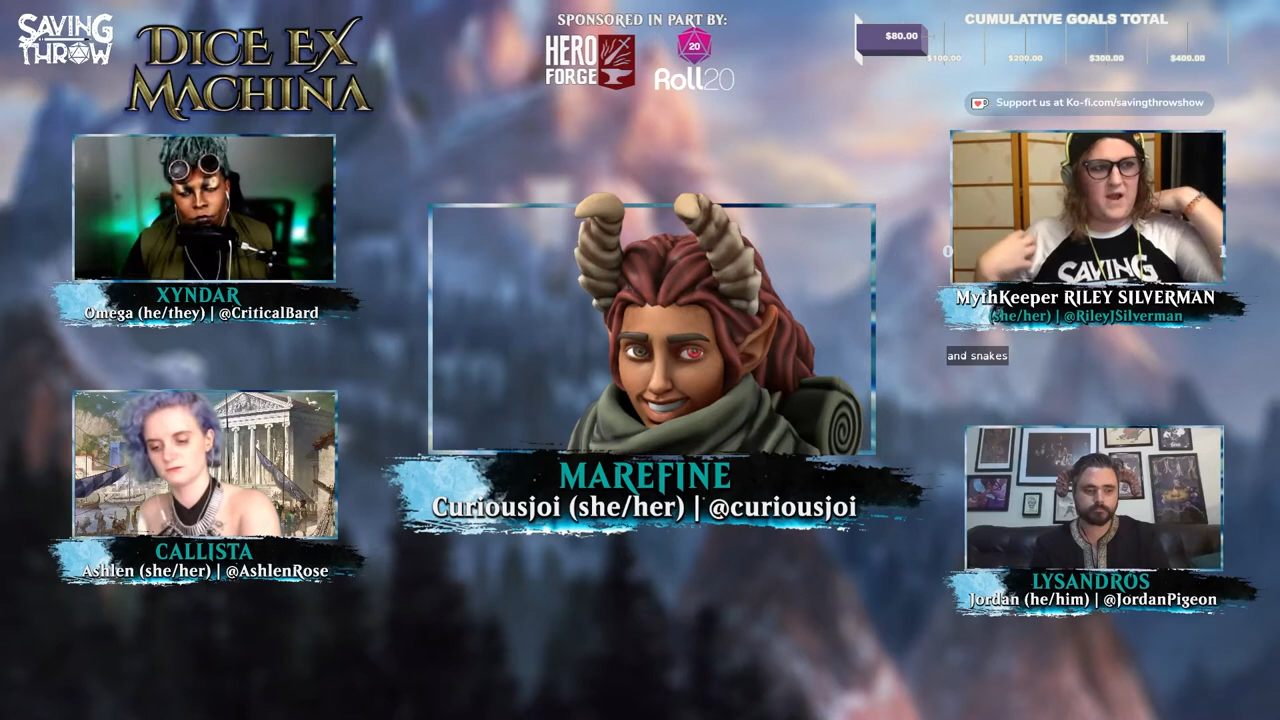 SAVING
THROW
DICE EX
MACHINA
SPONSORED IN PART BY:
HERO
FORGE
20
Roll20
CUMULATIVE GOALS TOTAL
$80.00
$100.00
$200.00
$300.00
$400.00
Support us at Ko-fi.com/savingthrowshow
XYNDAR
Omega (he/they) | @CriticalBard
SAVING
0
1
MythKeeper RILEY SILVERMAN
(she/her) | @RileyJSilverman
and snakes
MAREFINE
Curiousjoi (she/her) | @curiousjoi
CALLISTA
Ashlen (she/her) | @AshlenRose
LYSANDROS
Jordan (he/him) | @JordanPigeon